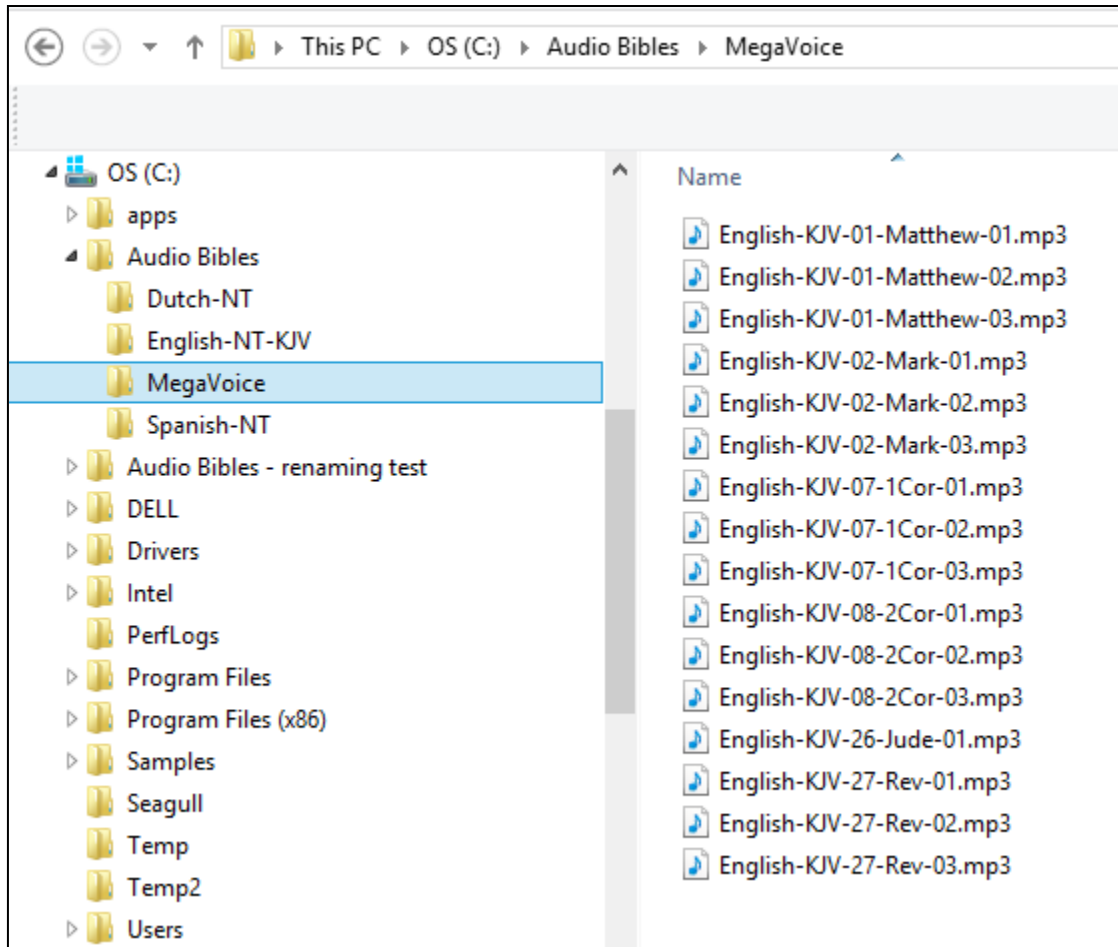 This PC OS (C:) Audio Bibles MegaVoice
OS (C:)
apps
Audio Bibles
Dutch-NT
English-NT-KJV
MegaVoice
Spanish-NT
Audio Bibles - renaming test
DELL
Drivers
Intel
PerfLogs
Program Files
Program Files (x86)
Samples
Seagull
Temp
Temp2
Users
Name
English-KJV-01-Matthew-01.mp3
English-KJV-01-Matthew-02.mp3
English-KJV-01-Matthew-03.mp3
English-KJV-02-Mark-01.mp3
English-KJV-02-Mark-02.mp3
English-KJV-02-Mark-03.mp3
English-KJV-07-1Cor-01.mp3
English-KJV-07-1Cor-02.mp3
English-KJV-07-1Cor-03.mp3
English-KJV-08-2Cor-01.mp3
English-KJV-08-2Cor-02.mp3
English-KJV-08-2Cor-03.mp3
English-KJV-26-Jude-01.mp3
English-KJV-27-Rev-01.mp3
English-KJV-27-Rev-02.mp3
English-KJV-27-Rev-03.mp3